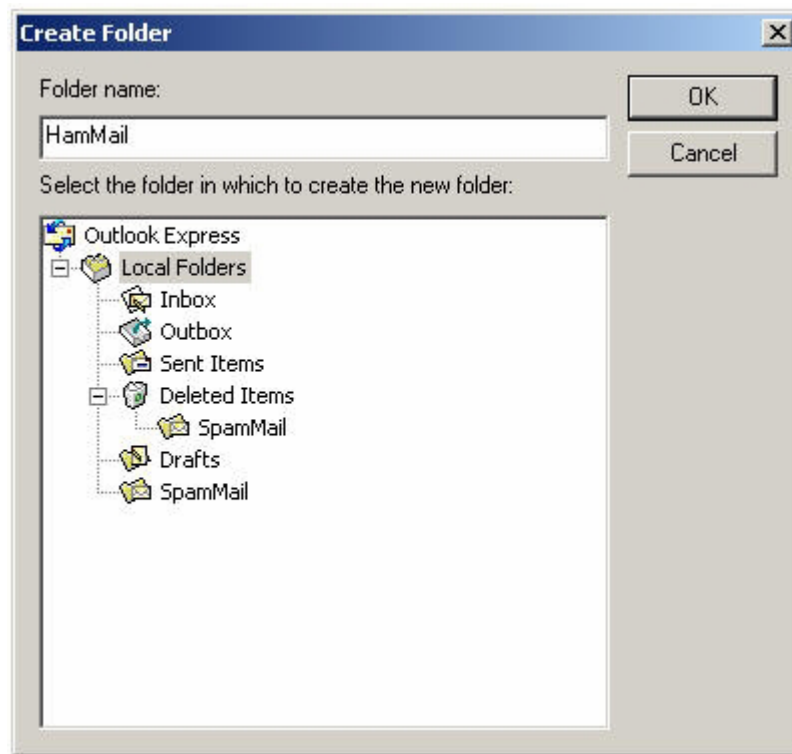 Create Folder
Folder name:
OK
HamMail
Cancel
Select the folder in which to create the new folder:
Outlook Express
Local Folders
Inbox
Outbox
Sent Items
Deleted Items
SpamMail
Drafts
SpamMail